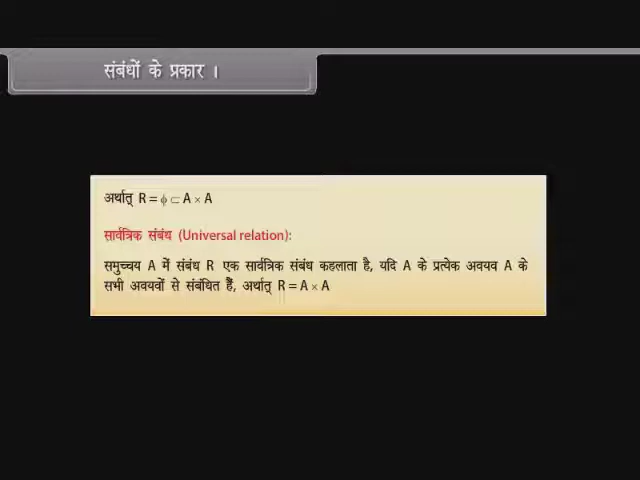 संबंधों के प्रकार ।
अर्थात् R = ϕ ⊂ A × A
सार्वत्रिक संबंध (Universal relation):
समुच्चय A में संबंध R एक सार्वत्रिक संबंध कहलाता है, यदि A के प्रत्येक अवयव A के
सभी अवयवों से संबंधित हैं, अर्थात् R = A × A